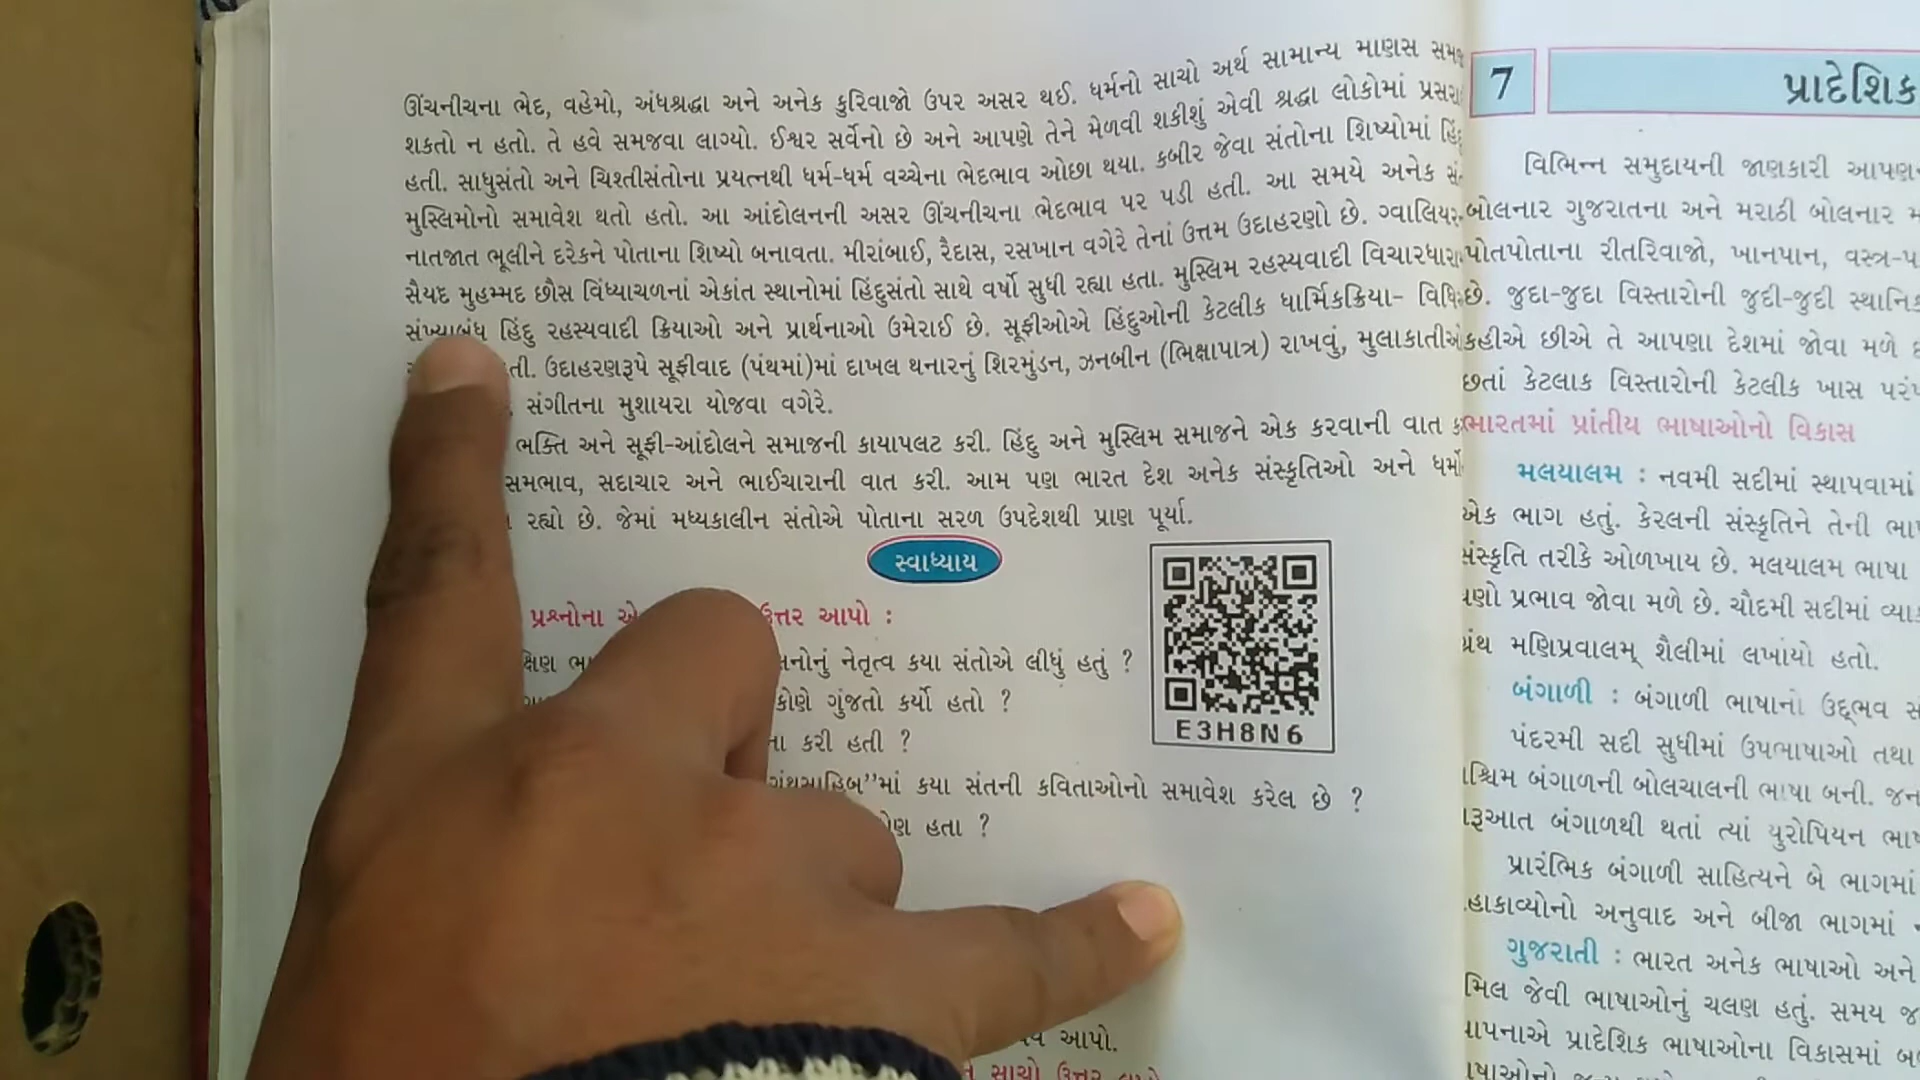 ઊંચનીચના ભેદ, વહેમો, અંધશ્રદ્ધા અને અનેક કુરિવાજો ઉપર અસર થઈ. ધર્મનો સાચો અર્થ સામાન્ય માણસ
શકતો ન હતો. તે હવે સમજવા લાગ્યો. ઈશ્વર સર્વેનો છે અને આપણે તેને મેળવી શકીશું એવી શ્રદ્ધા લોકોમાં
હતી. સાધુસંતો અને ચિશ્તીસંતોના પ્રયત્નથી ધર્મ-ધર્મ વચ્ચેના ભેદભાવ ઓછા થયા. કબીર જેવા સંતોના શિષ્યોમાં
મુસ્લિમોનો સમાવેશ થતો હતો. આ આંદોલનની અસર ઊંચનીચના ભેદભાવ પર પડી હતી. આ સમયે અનેક
નાતજાત ભૂલીને દરેકને પોતાના શિષ્યો બનાવતા. મીરાંબાઈ, રૈદાસ, રસખાન વગેરે તેનાં ઉત્તમ ઉદાહરણો છે. ગ્વાલિયર
સૈયદ મુહમ્મદ છૌસ વિંધ્યાચળનાં એકાંત સ્થાનોમાં હિંદુસંતો સાથે વર્ષો સુધી રહ્યા હતા. મુસ્લિમ રહસ્યવાદી વિચારધારા
સંખ્યાબંધ હિંદુ રહસ્યવાદી ક્રિયાઓ અને પ્રાર્થનાઓ ઉમેરાઈ છે. સૂફીઓએ હિંદુઓની કેટલીક ધાર્મિકક્રિયા- વિધિ
તી. ઉદાહરણરૂપે સૂફીવાદ (પંથમાં)માં દાખલ થનારનું શિરમુંડન, ઝનબીન (ભિક્ષાપાત્ર) રાખવું, મુલાકાતીઓ
સંગીતના મુશાયરા યોજવા વગેરે.
ભક્તિ અને સૂફી-આંદોલને સમાજની કાયાપલટ કરી. હિંદુ અને મુસ્લિમ સમાજને એક કરવાની વાત
સમભાવ, સદાચાર અને ભાઈચારાની વાત કરી. આમ પણ ભારત દેશ અનેક સંસ્કૃતિઓ અને ધર્મો
રહ્યો છે. જેમાં મધ્યકાલીન સંતોએ પોતાના સરળ ઉપદેશથી પ્રાણ પૂર્યા.
સ્વાધ્યાય
પ્રશ્નોના ઉત્તર આપો :
નોનું નેતૃત્વ કયા સંતોએ લીધું હતું ?
કોણે ગુંજતો કર્યો હતો ?
ના કરી હતી ?
ગ્રંથસાહિબ”માં કયા સંતની કવિતાઓનો સમાવેશ કરેલ છે ?
કોણ હતા ?
E3H8N6
આપો.
સાચો ઉત્તર
7 પ્રાદેશિક
વિભિન્ન સમુદાયની જાણકારી આપણ
બોલનાર ગુજરાતના અને મરાઠી બોલનાર
પોતપોતાના રીતરિવાજો, ખાનપાન, વસ્ત્ર-
છે. જુદા-જુદા વિસ્તારોની જુદી-જુદી સ્થાનિક
કહીએ છીએ તે આપણા દેશમાં જોવા મળે
છતાં કેટલાક વિસ્તારોની કેટલીક ખાસ
ભારતમાં પ્રાંતીય ભાષાઓનો વિકાસ
મલયાલમ : નવમી સદીમાં સ્થાપવામાં
એક ભાગ હતું. કેરલની સંસ્કૃતિને તેની
સંસ્કૃતિ તરીકે ઓળખાય છે. મલયાલમ ભાષા
ઘણો પ્રભાવ જોવા મળે છે. ચૌદમી સદીમાં
ગ્રંથ મણિપ્રવાલમ્ શૈલીમાં લખાયો હતો.
બંગાળી : બંગાળી ભાષાનો ઉદ્ભવ
પંદરમી સદી સુધીમાં ઉપભાષાઓ તથા
શ્ચિમ બંગાળની બોલચાલની ભાષા બની.
રૂઆત બંગાળથી થતાં ત્યાં યુરોપિયન
પ્રારંભિક બંગાળી સાહિત્યને બે ભાગમાં
હાકાવ્યોનો અનુવાદ અને બીજા ભાગમાં
ગુજરાતી : ભારત અનેક ભાષાઓ અને
મિલ જેવી ભાષાઓનું ચલણ હતું. સમય
પાપનાએ પ્રાદેશિક ભાષાઓના વિકાસમાં